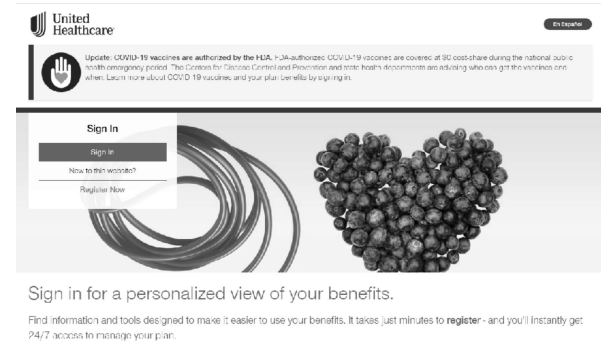 United
Healthcare
En Español
Update: COVID-19 vaccines are authorized by the FDA. FDA-authorized COVID-19 vaccines are covered at $0 cost-share during the national public
health emergency period. The Centers for Disease Control and Prevention and state health departments are advising who can get the vaccines and
when. Learn more about COVID-19 vaccines and your plan benefits by signing in.
Sign In
Sign In
New to this website?
Register Now
Sign in for a personalized view of your benefits.
Find information and tools designed to make it easier to use your benefits. It takes just minutes to register - and you'll instantly get
24/7 access to manage your plan.